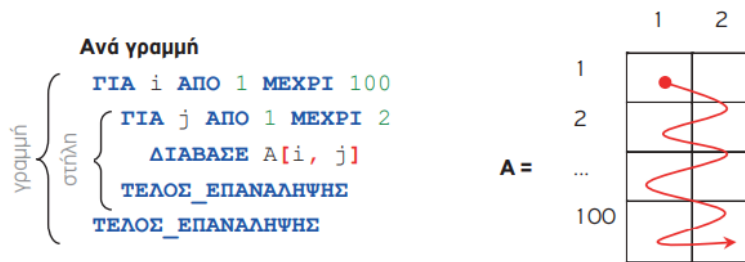 Ανά γραμμή
ΓΙΑ i ΑΠΟ 1 ΜΕΧΡΙ 100
ΓΙΑ j ΑΠΟ 1 ΜΕΧΡΙ 2
ΔΙΑΒΑΣΕ A[i, j]
ΤΕΛΟΣ_ΕΠΑΝΑΛΗΨΗΣ
ΤΕΛΟΣ_ΕΠΑΝΑΛΗΨΗΣ
γραμμή
στήλη
1 2
1
2
A = ...
100